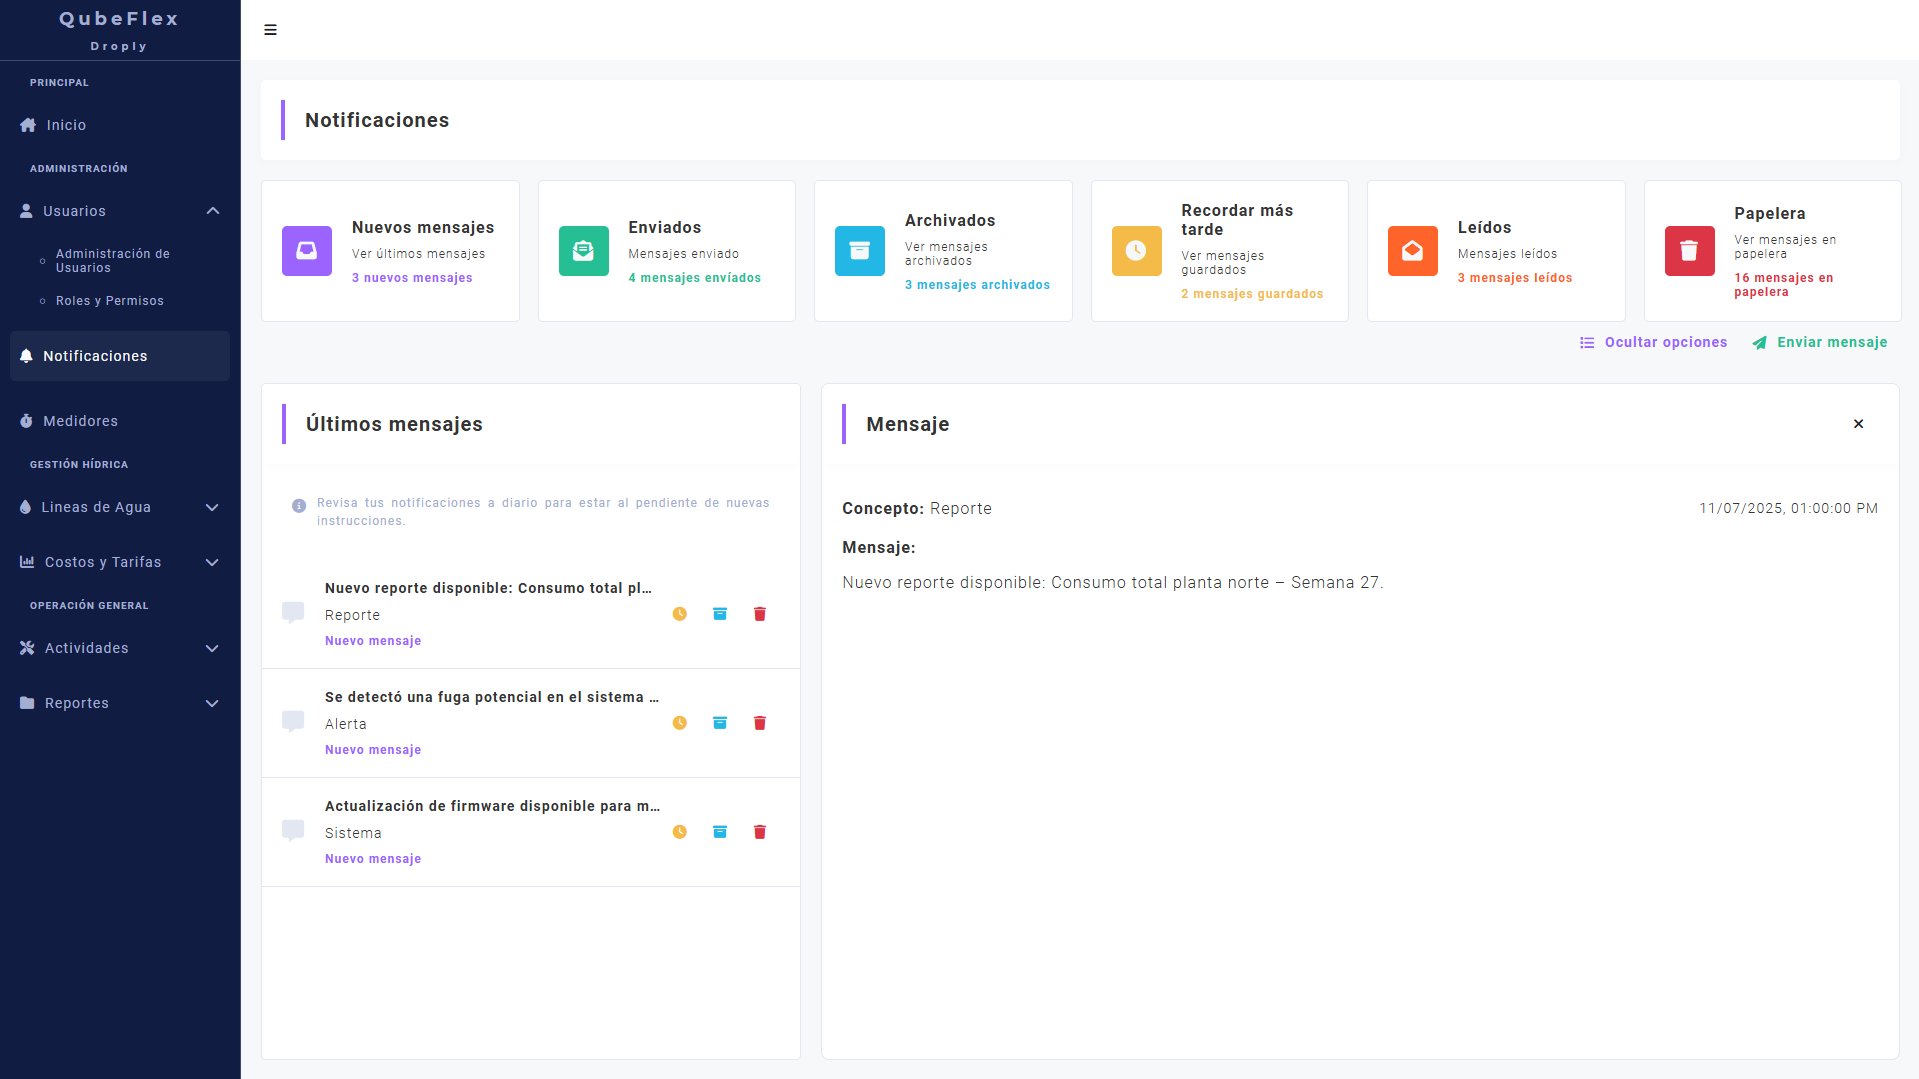 QubeFlex
Droply
PRINCIPAL
Inicio
ADMINISTRACIÓN
Usuarios
Administración de
Usuarios
Roles y Permisos
Notificaciones
Medidores
GESTIÓN HÍDRICA
Lineas de Agua
Costos y Tarifas
OPERACIÓN GENERAL
Actividades
Reportes
Notificaciones
Nuevos mensajes
Ver últimos mensajes
3 nuevos mensajes
Enviados
Mensajes enviado
4 mensajes envíados
Archivados
Ver mensajes
archivados
3 mensajes archivados
Recordar más
tarde
Ver mensajes
guardados
2 mensajes guardados
Leídos
Mensajes leídos
3 mensajes leídos
Papelera
Ver mensajes en
papelera
16 mensajes en
papelera
Ocultar opciones
Enviar mensaje
Últimos mensajes
Revisa tus notificaciones a diario para estar al pendiente de nuevas
instrucciones.
Nuevo reporte disponible: Consumo total pl...
Reporte
Nuevo mensaje
Se detectó una fuga potencial en el sistema ...
Alerta
Nuevo mensaje
Actualización de firmware disponible para m...
Sistema
Nuevo mensaje
Mensaje
Concepto: Reporte
11/07/2025, 01:00:00 PM
Mensaje:
Nuevo reporte disponible: Consumo total planta norte – Semana 27.